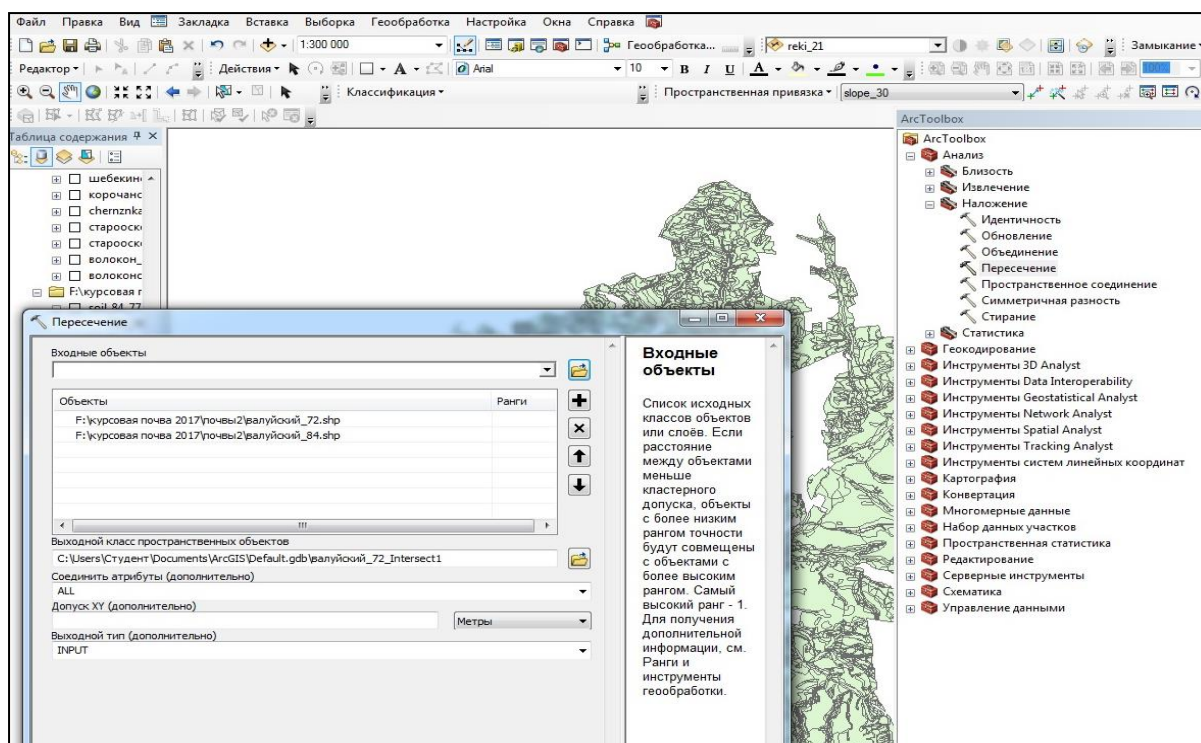 Файл Правка Вид Закладка Вставка Выборка Геообработка Настройка Окна Справка
1:300 000 Геообработка... reki_21 Замыкание
Редактор Действия A Arial 10 B I U A 100%
Классификация Пространственная привязка slope_30
Таблица содержания
шебекин
корочанс
chernznka
старооск
старооск
волокон_
волоконс
F:\курсовая г
soil_84_77
ArcToolbox
ArcToolbox
Анализ
Близость
Извлечение
Наложение
Идентичность
Обновление
Объединение
Пересечение
Пространственное соединение
Симметричная разность
Стирание
Статистика
Геокодирование
Инструменты 3D Analyst
Инструменты Data Interoperability
Инструменты Geostatistical Analyst
Инструменты Network Analyst
Инструменты Spatial Analyst
Инструменты Tracking Analyst
Инструменты систем линейных координат
Картография
Конвертация
Многомерные данные
Набор данных участков
Пространственная статистика
Редактирование
Серверные инструменты
Схематика
Управление данными
Пересечение
Входные объекты
Объекты Ранги
F:\курсовая почва 2017\почвы2\валуйский_72.shp
F:\курсовая почва 2017\почвы2\валуйский_84.shp
Выходной класс пространственных объектов
C:\Users\Студент\Documents\ArcGIS\Default.gdb\валуйский_72_Intersect1
Соединить атрибуты (дополнительно)
ALL
Допуск XY (дополнительно)
Метры
Выходной тип (дополнительно)
INPUT
Входные
объекты
Список исходных
классов объектов
или слоёв. Если
расстояние
между объектами
меньше
кластерного
допуска, объекты
с более низким
рангом точности
будут совмещены
с объектами с
более высоким
рангом. Самый
высокий ранг - 1.
Для получения
дополнительной
информации, см.
Ранги и
инструменты
геообработки.